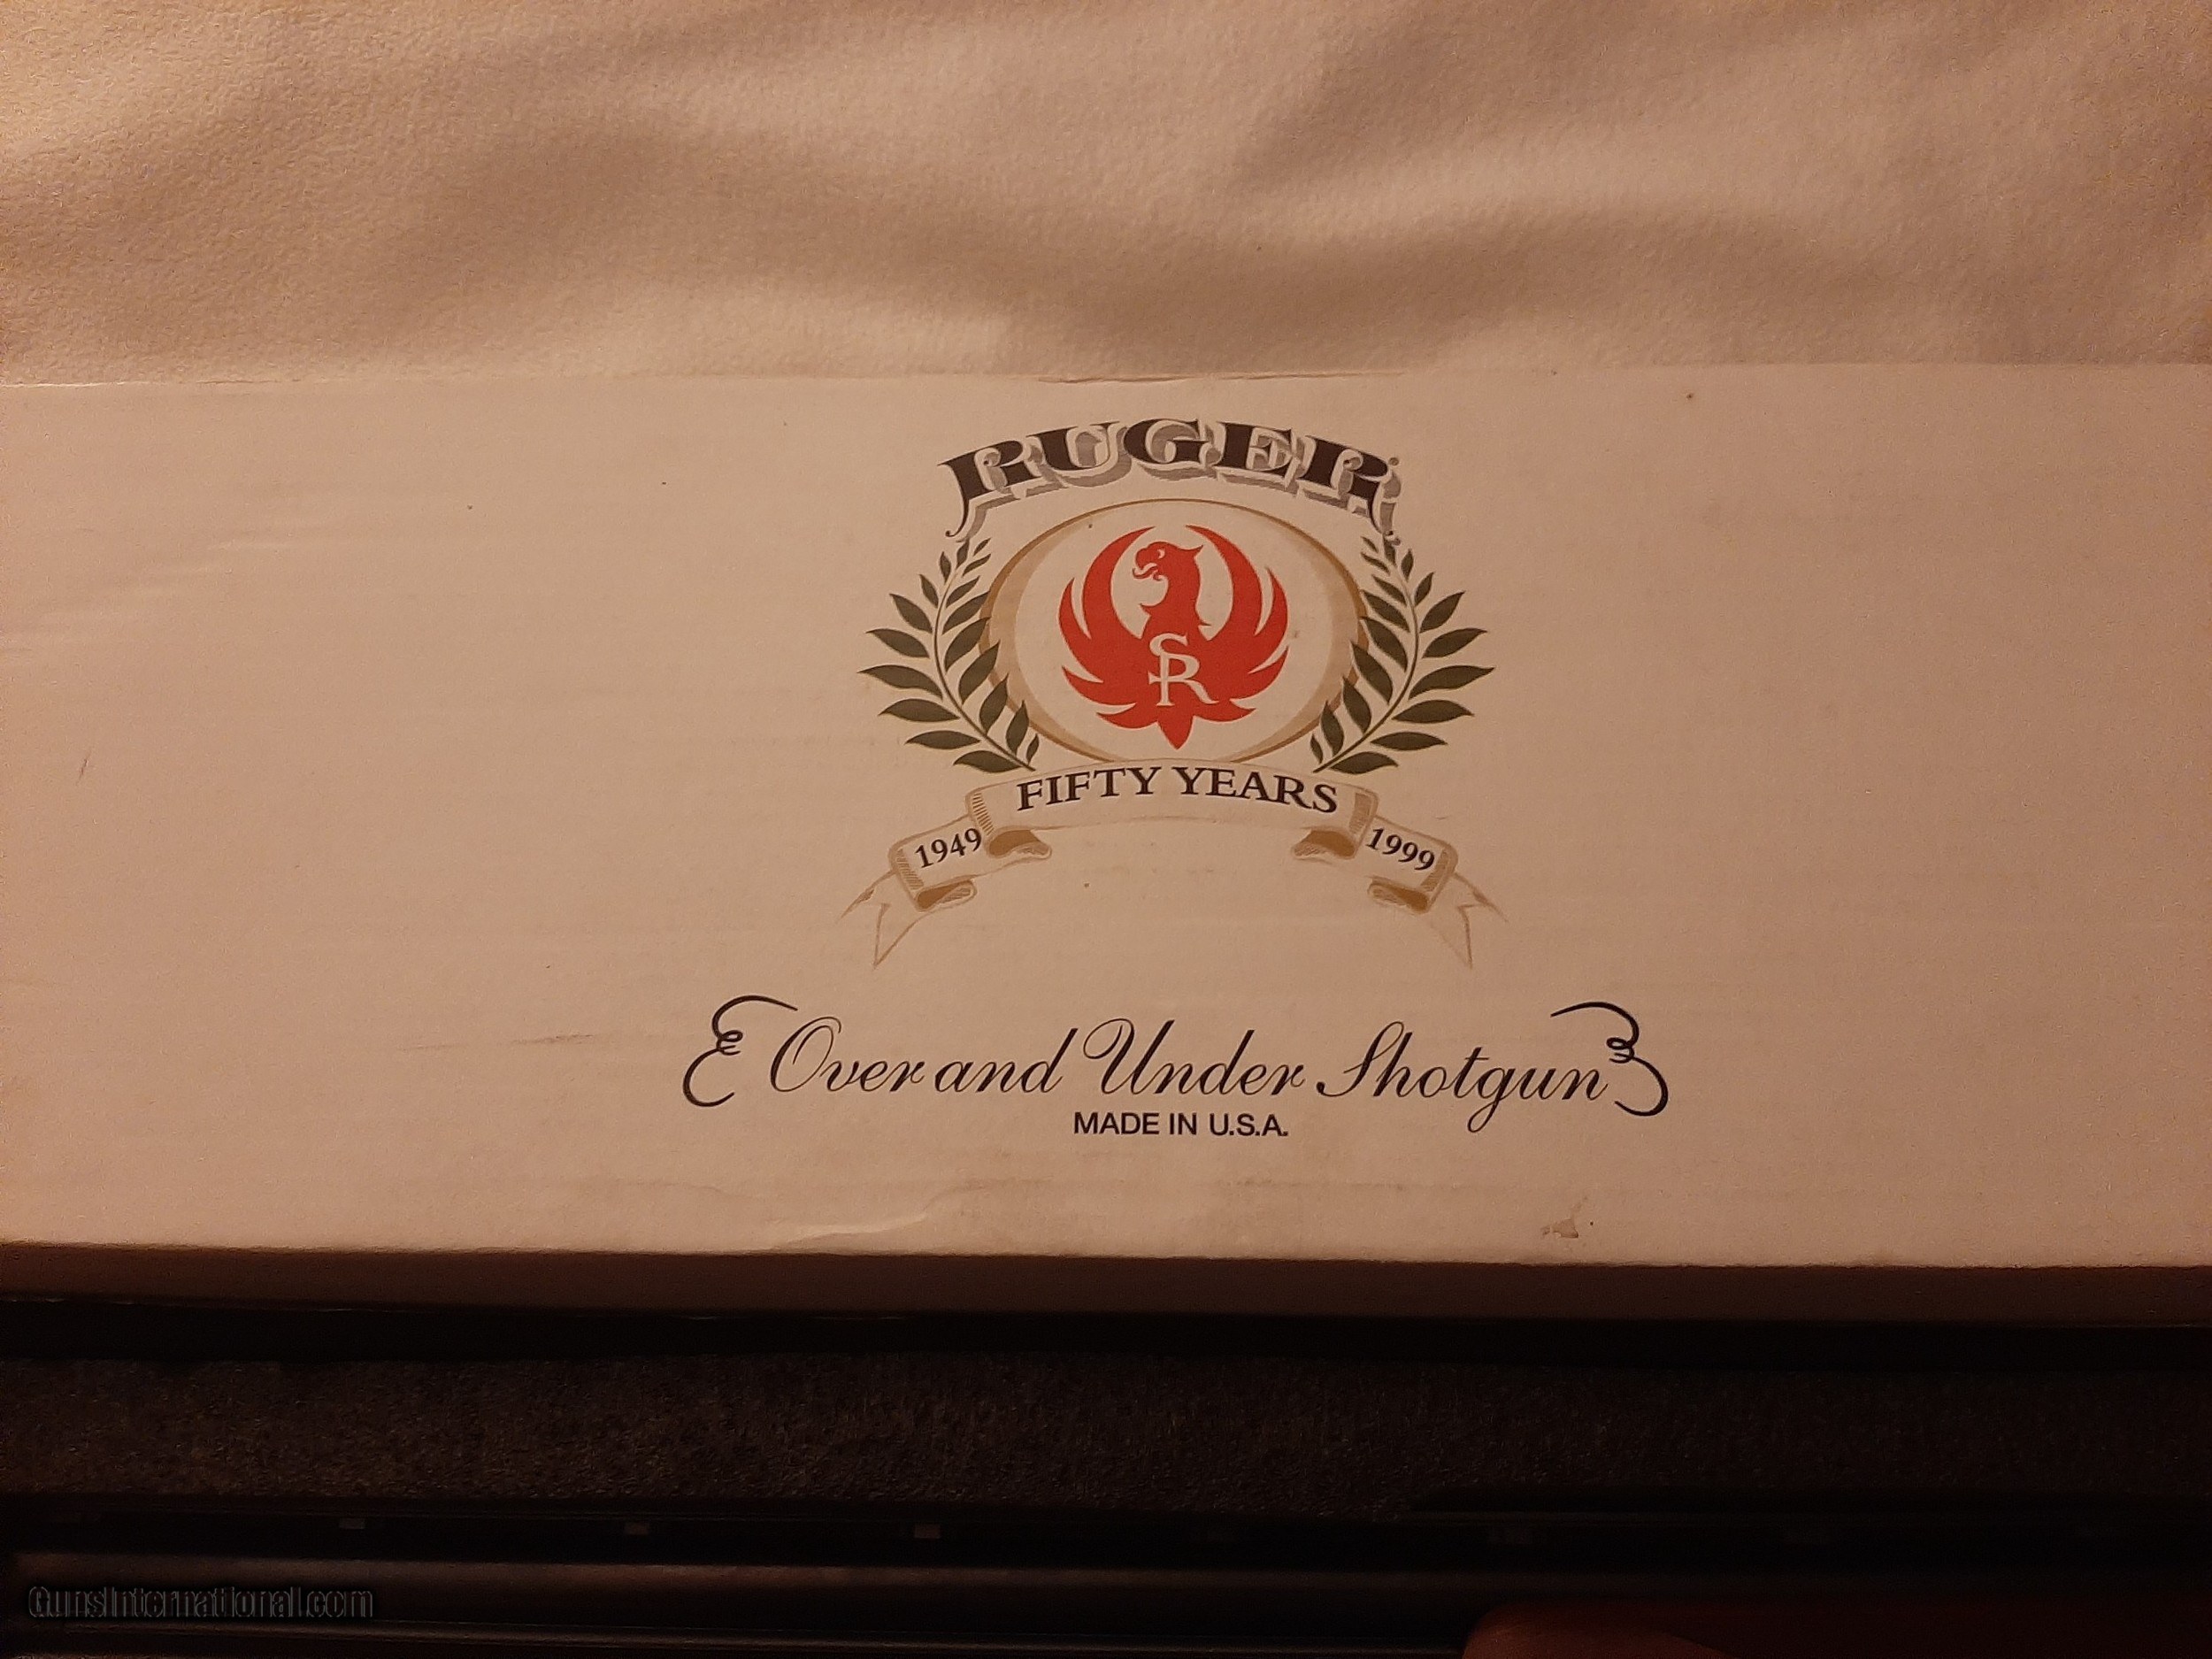 RUGER
SR
FIFTY YEARS
1949 1999
Over and Under Shotgun
MADE IN U.S.A.
GunsInternational.com